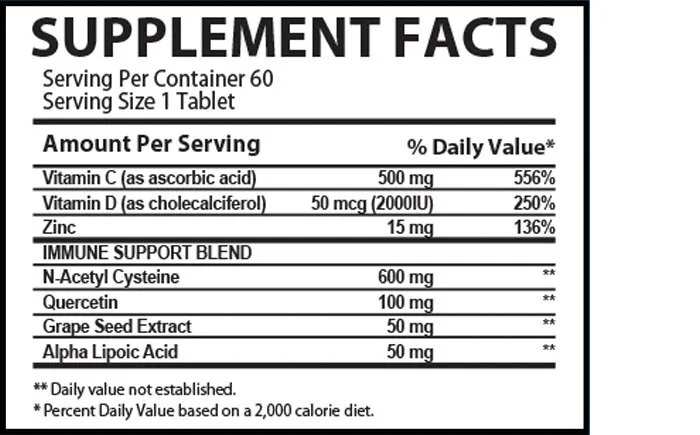 SUPPLEMENT FACTS
Serving Per Container 60
Serving Size 1 Tablet
Amount Per Serving % Daily Value*
Vitamin C (as ascorbic acid) 500 mg 556%
Vitamin D (as cholecalciferol) 50 mcg (2000IU) 250%
Zinc 15 mg 136%
IMMUNE SUPPORT BLEND
N-Acetyl Cysteine 600 mg **
Quercetin 100 mg **
Grape Seed Extract 50 mg **
Alpha Lipoic Acid 50 mg **
** Daily value not established.
* Percent Daily Value based on a 2,000 calorie diet.